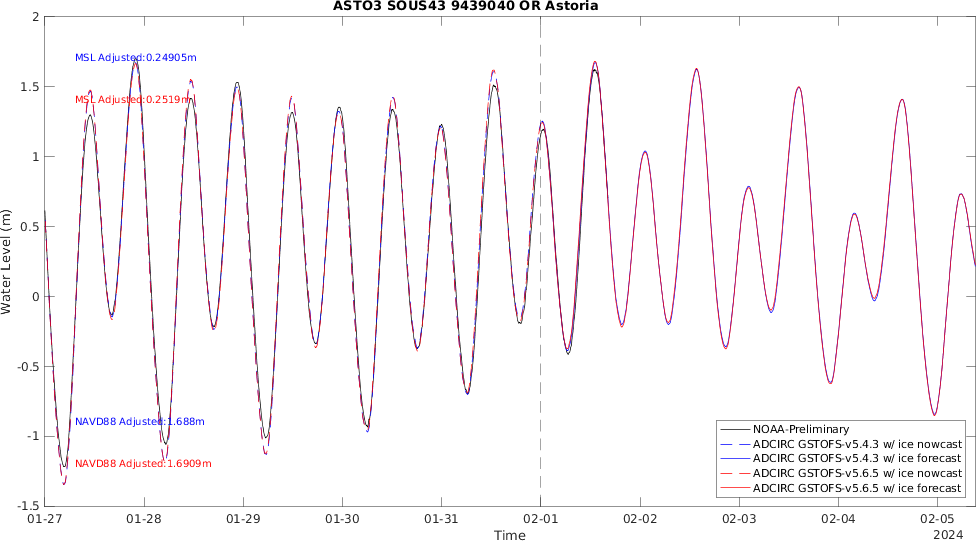 ASTO3 SOUS43 9439040 OR Astoria
2
1.5
1
0.5
0
-0.5
-1
-1.5
Water Level (m)
MSL Adjusted:0.24905m
MSL Adjusted:0.2519m
NAVD88 Adjusted:1.688m
NAVD88 Adjusted:1.6909m
NOAA-Preliminary
ADCIRC GSTOFS-v5.4.3 w/ ice nowcast
ADCIRC GSTOFS-v5.4.3 w/ ice forecast
ADCIRC GSTOFS-v5.6.5 w/ ice nowcast
ADCIRC GSTOFS-v5.6.5 w/ ice forecast
01-27 01-28 01-29 01-30 01-31 02-01 02-02 02-03 02-04 02-05
Time
2024